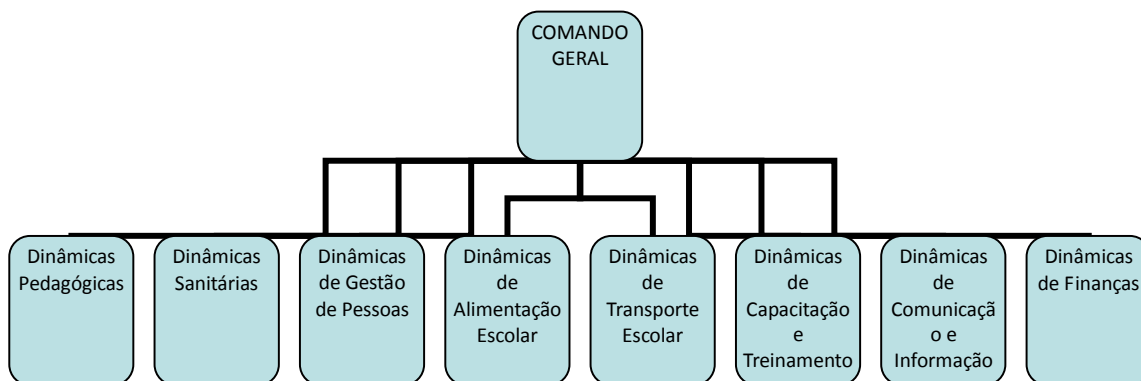 COMANDO
GERAL
Dinâmicas
Pedagógicas
Dinâmicas
Sanitárias
Dinâmicas
de Gestão
de Pessoas
Dinâmicas
de
Alimentação
Escolar
Dinâmicas
de
Transporte
Escolar
Dinâmicas
de
Capacitação
e
Treinamento
Dinâmicas
de
Comunicaçã
o e
Informação
Dinâmicas
de Finanças